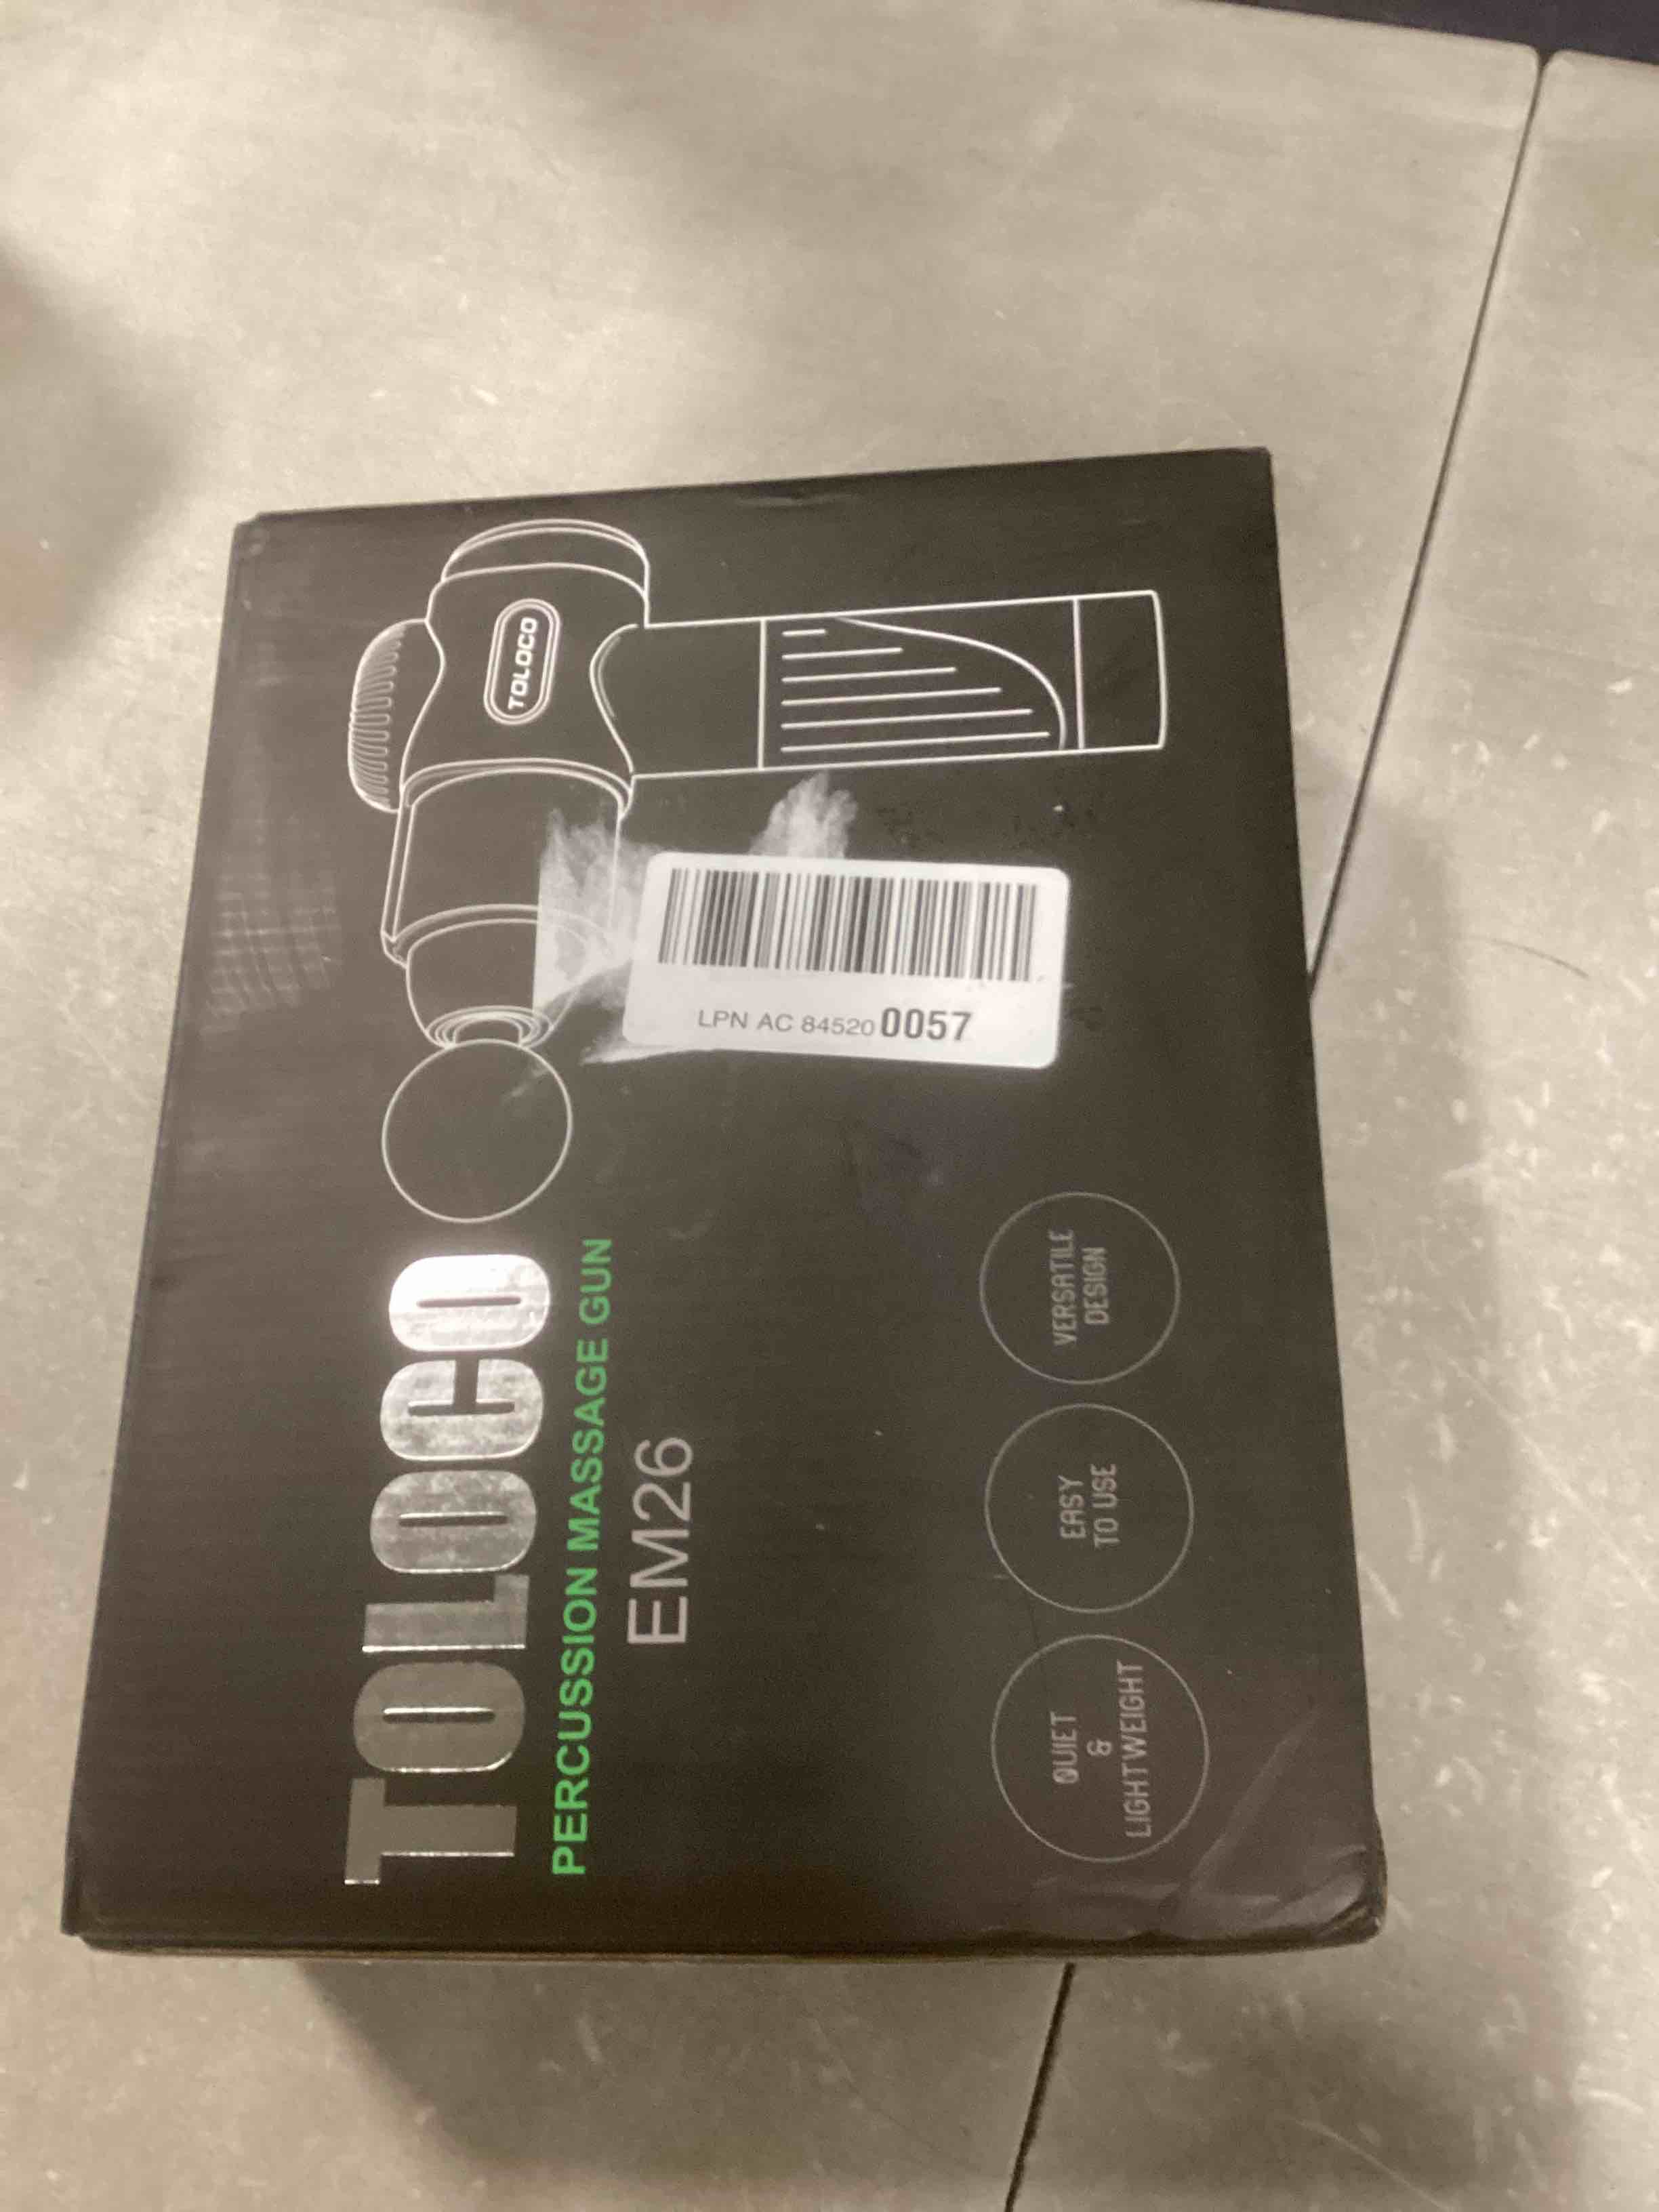 TOLOCO
TOLOCO
PERCUSSION MASSAGE GUN
EM26
LPN AC 845200057
QUIET
&
LIGHTWEIGHT
EASY
TO USE
VERSATILE
DESIGN